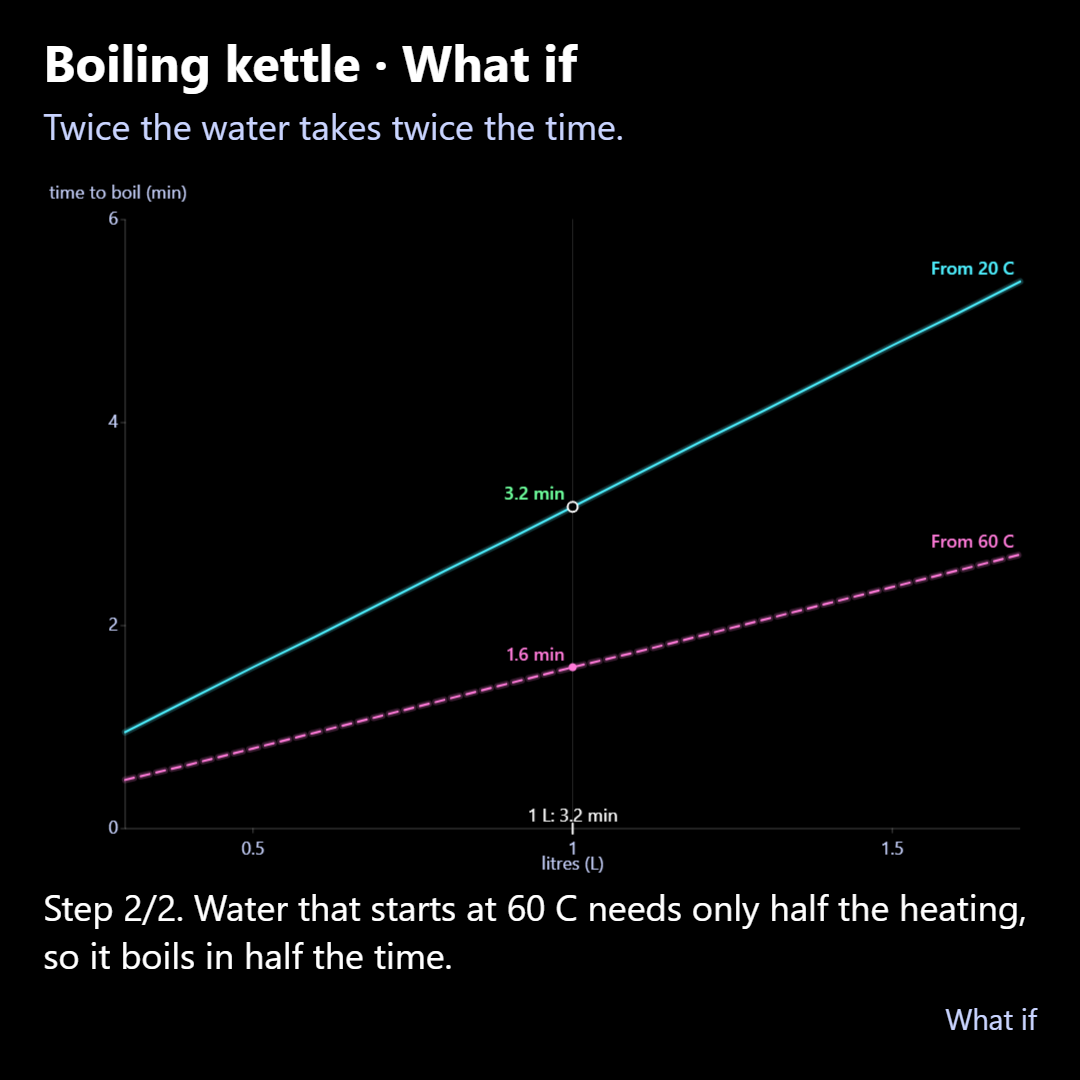 Boiling kettle · What if
Twice the water takes twice the time.
time to boil (min)
6
From 20 C
4
3.2 min
From 60 C
2
1.6 min
1 L: 3.2 min
0
0.5
1
1.5
litres (L)
Step 2/2. Water that starts at 60 C needs only half the heating,
so it boils in half the time.
What if